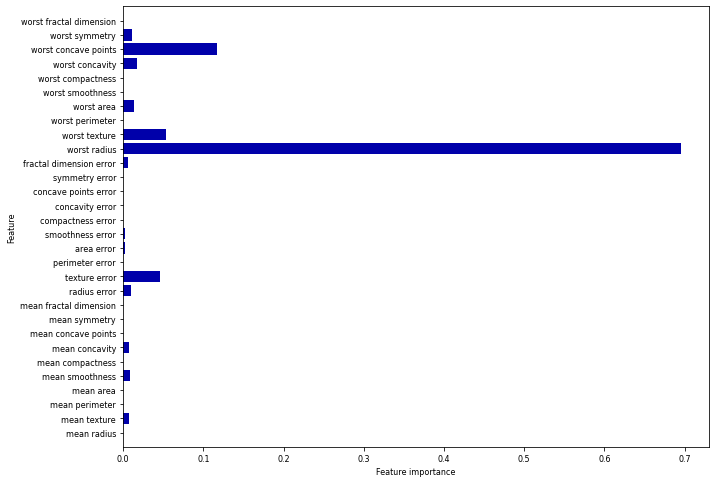 worst fractal dimension
worst symmetry
worst concave points
worst concavity
worst compactness
worst smoothness
worst area
worst perimeter
worst texture
worst radius
fractal dimension error
symmetry error
concave points error
concavity error
compactness error
smoothness error
area error
perimeter error
texture error
radius error
mean fractal dimension
mean symmetry
mean concave points
mean concavity
mean compactness
mean smoothness
mean area
mean perimeter
mean texture
mean radius
Feature
0.0 0.1 0.2 0.3 0.4 0.5 0.6 0.7
Feature importance